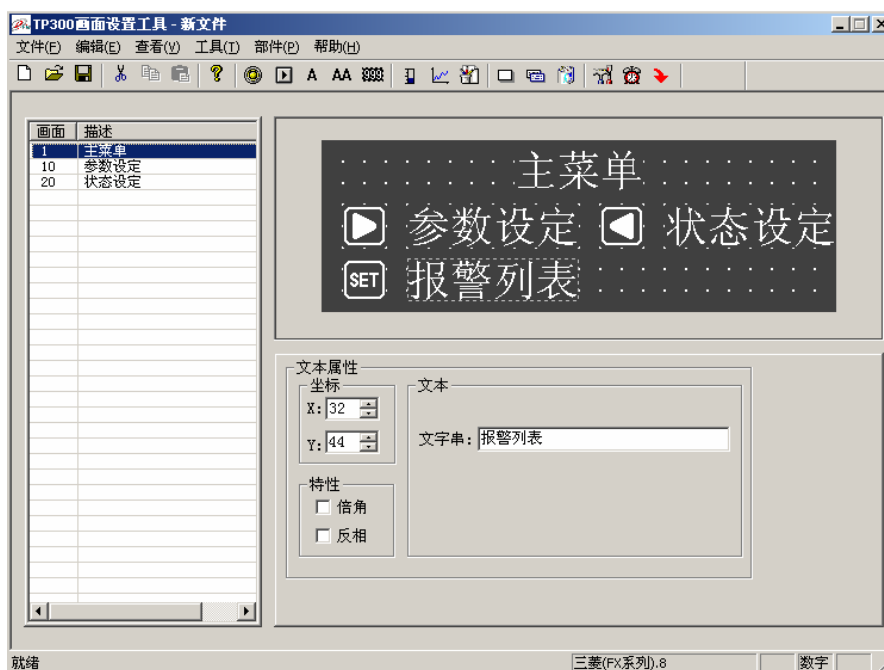 TP300画面设置工具 - 新文件
文件(F) 编辑(E) 查看(V) 工具(T) 部件(P) 帮助(H)
A AA
画面 描述
1 主菜单
10 参数设定
20 状态设定
主菜单
参数设定 状态设定
SET 报警列表
文本属性
坐标
X: 32
Y: 44
特性
倍角
反相
文本
文字串: 报警列表
就绪 三菱(FX系列).8 数字